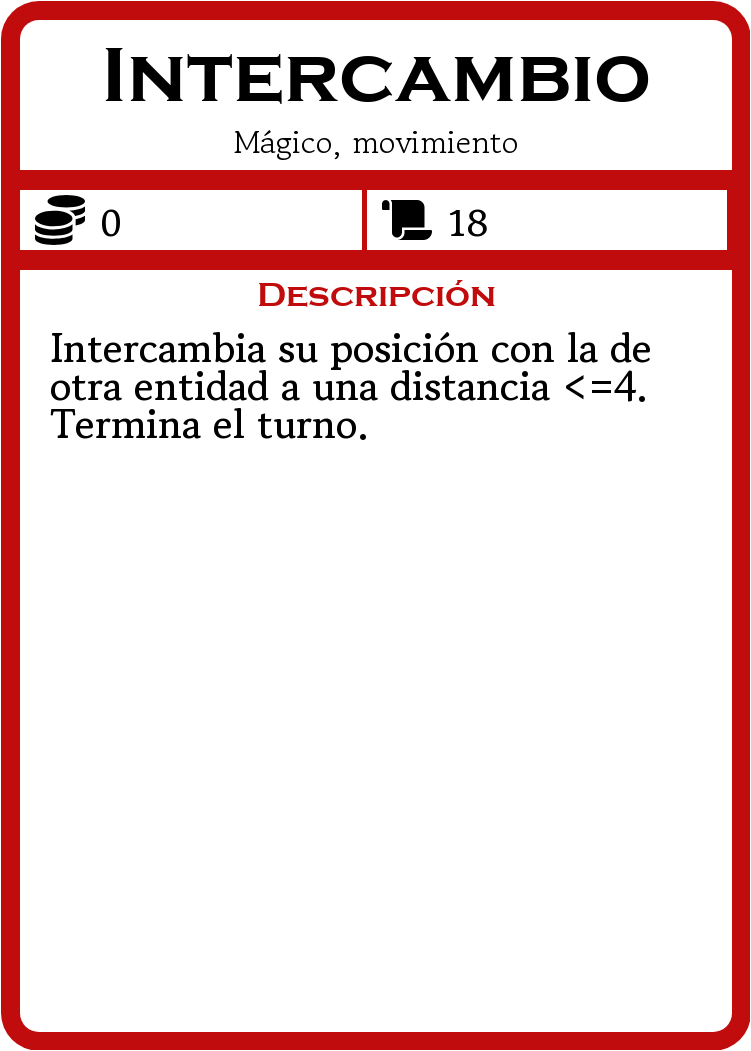 Intercambio
Mágico, movimiento
0
18
Descripción
Intercambia su posición con la de
otra entidad a una distancia <=4.
Termina el turno.